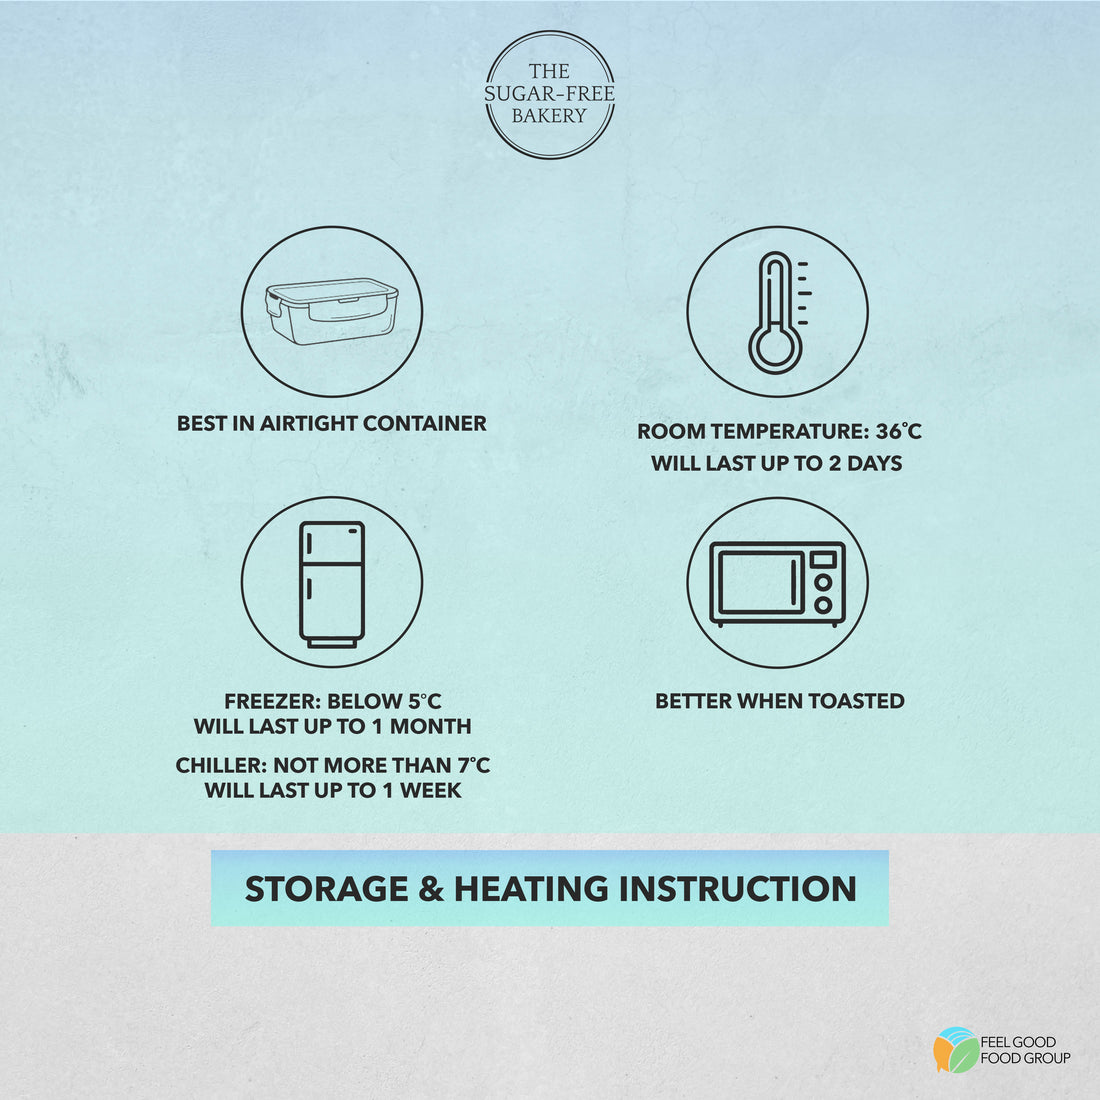 THE
SUGAR-FREE
BAKERY
BEST IN AIRTIGHT CONTAINER
ROOM TEMPERATURE: 36°C
WILL LAST UP TO 2 DAYS
FREEZER: BELOW 5°C
WILL LAST UP TO 1 MONTH
CHILLER: NOT MORE THAN 7°C
WILL LAST UP TO 1 WEEK
BETTER WHEN TOASTED
STORAGE & HEATING INSTRUCTION
FEEL GOOD
FOOD GROUP